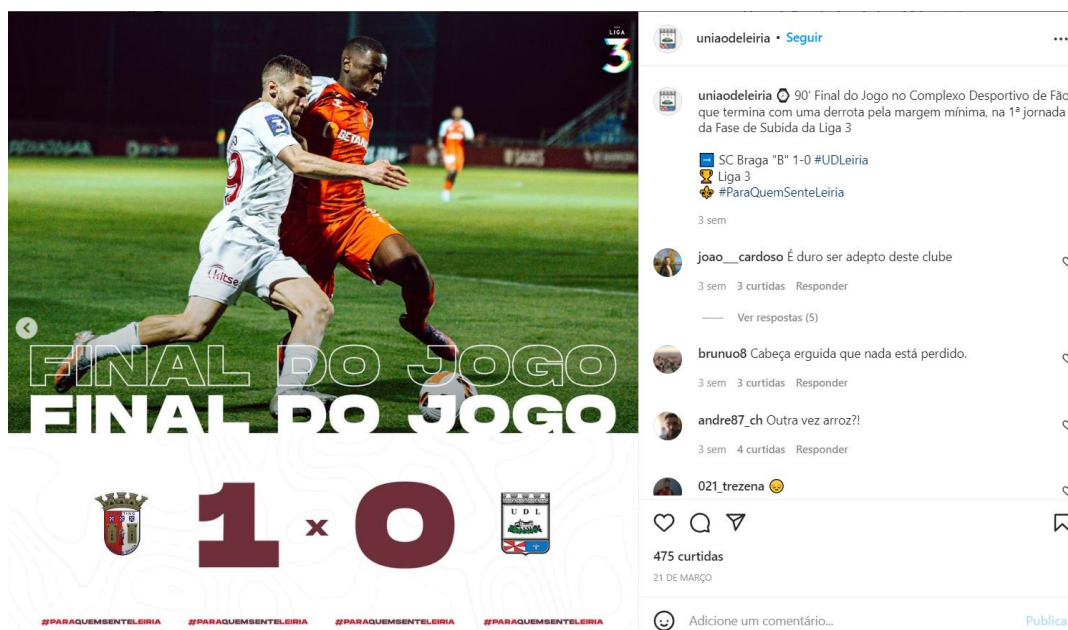 LIGA
3
BETANO
SAGRES
9
kitse
FINAL DO JOGO
FINAL DO JOGO
1 x 0
U D L
#PARAQUEMSENTELEIRIA #PARAQUEMSENTELEIRIA #PARAQUEMSENTELEIRIA #PARAQUEMSENTELEIRIA
uniaodeleiria • Seguir
uniaodeleiria ⌚ 90' Final do Jogo no Complexo Desportivo de Fão
que termina com uma derrota pela margem mínima, na 1ª jornada
da Fase de Subida da Liga 3
➡️ SC Braga "B" 1-0 #UDLeiria
🏆 Liga 3
⚜️ #ParaQuemSenteLeiria
3 sem
joao___cardoso É duro ser adepto deste clube
3 sem 3 curtidas Responder
Ver respostas (5)
brunuo8 Cabeça erguida que nada está perdido.
3 sem 3 curtidas Responder
andre87_ch Outra vez arroz?!
3 sem 4 curtidas Responder
021_trezena 😞
475 curtidas
21 DE MARÇO
Adicione um comentário...
Publicar